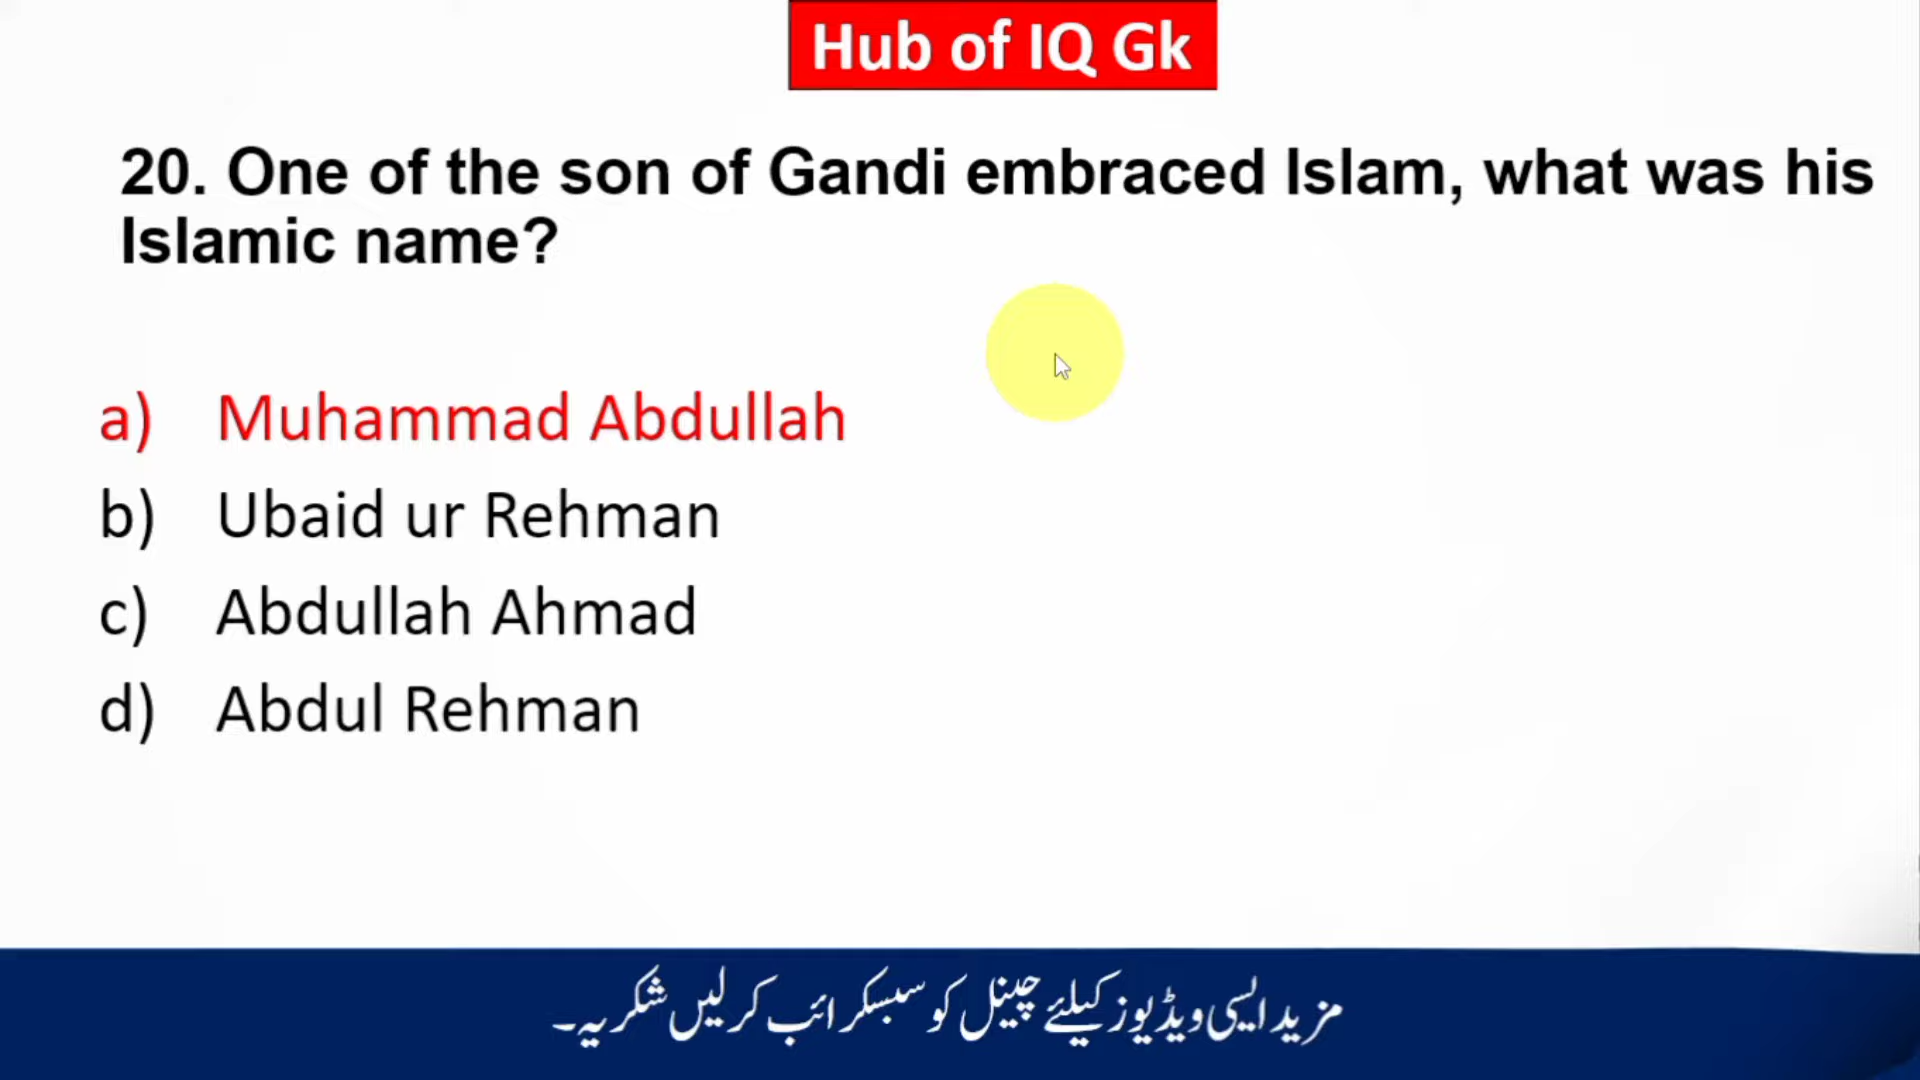 Hub of IQ Gk
20. One of the son of Gandi embraced Islam, what was his
Islamic name?
a) Muhammad Abdullah
b) Ubaid ur Rehman
c) Abdullah Ahmad
d) Abdul Rehman
مزید ایسی ویڈیوز کیلئے چینل کو سبسکرائب کر لیں شکریہ۔